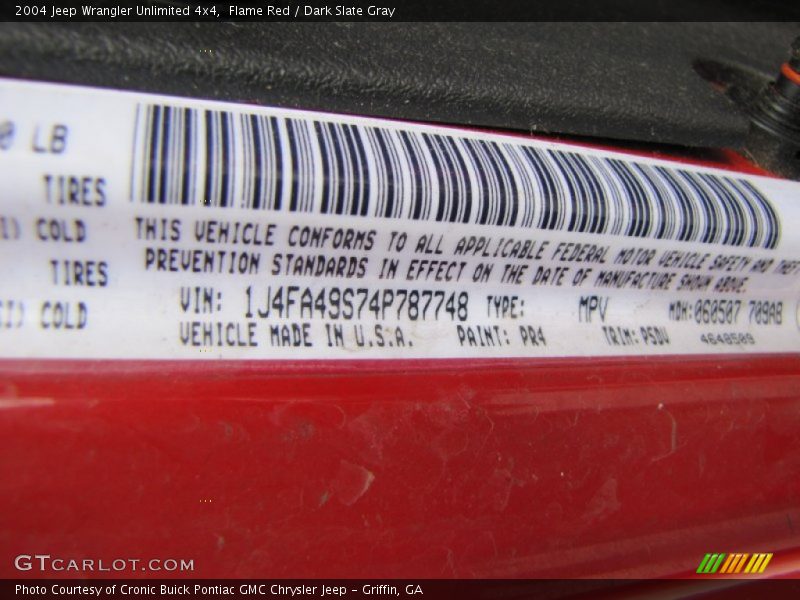 2004 Jeep Wrangler Unlimited 4x4, Flame Red / Dark Slate Gray
0 LB
TIRES
COLD
THIS VEHICLE CONFORMS TO ALL APPLICABLE FEDERAL MOTOR VEHICLE SAFETY AND THEFT
PREVENTION STANDARDS IN EFFECT ON THE DATE OF MANUFACTURE SHOWN ABOVE.
TIRES
COLD
VIN: 1J4FA49S74P787748 TYPE: MPV MDH: 060507 709AB
VEHICLE MADE IN U.S.A. PAINT: PR4 TRIM: P5DV 4648509
GTCARLOT.COM
Photo Courtesy of Cronic Buick Pontiac GMC Chrysler Jeep - Griffin, GA